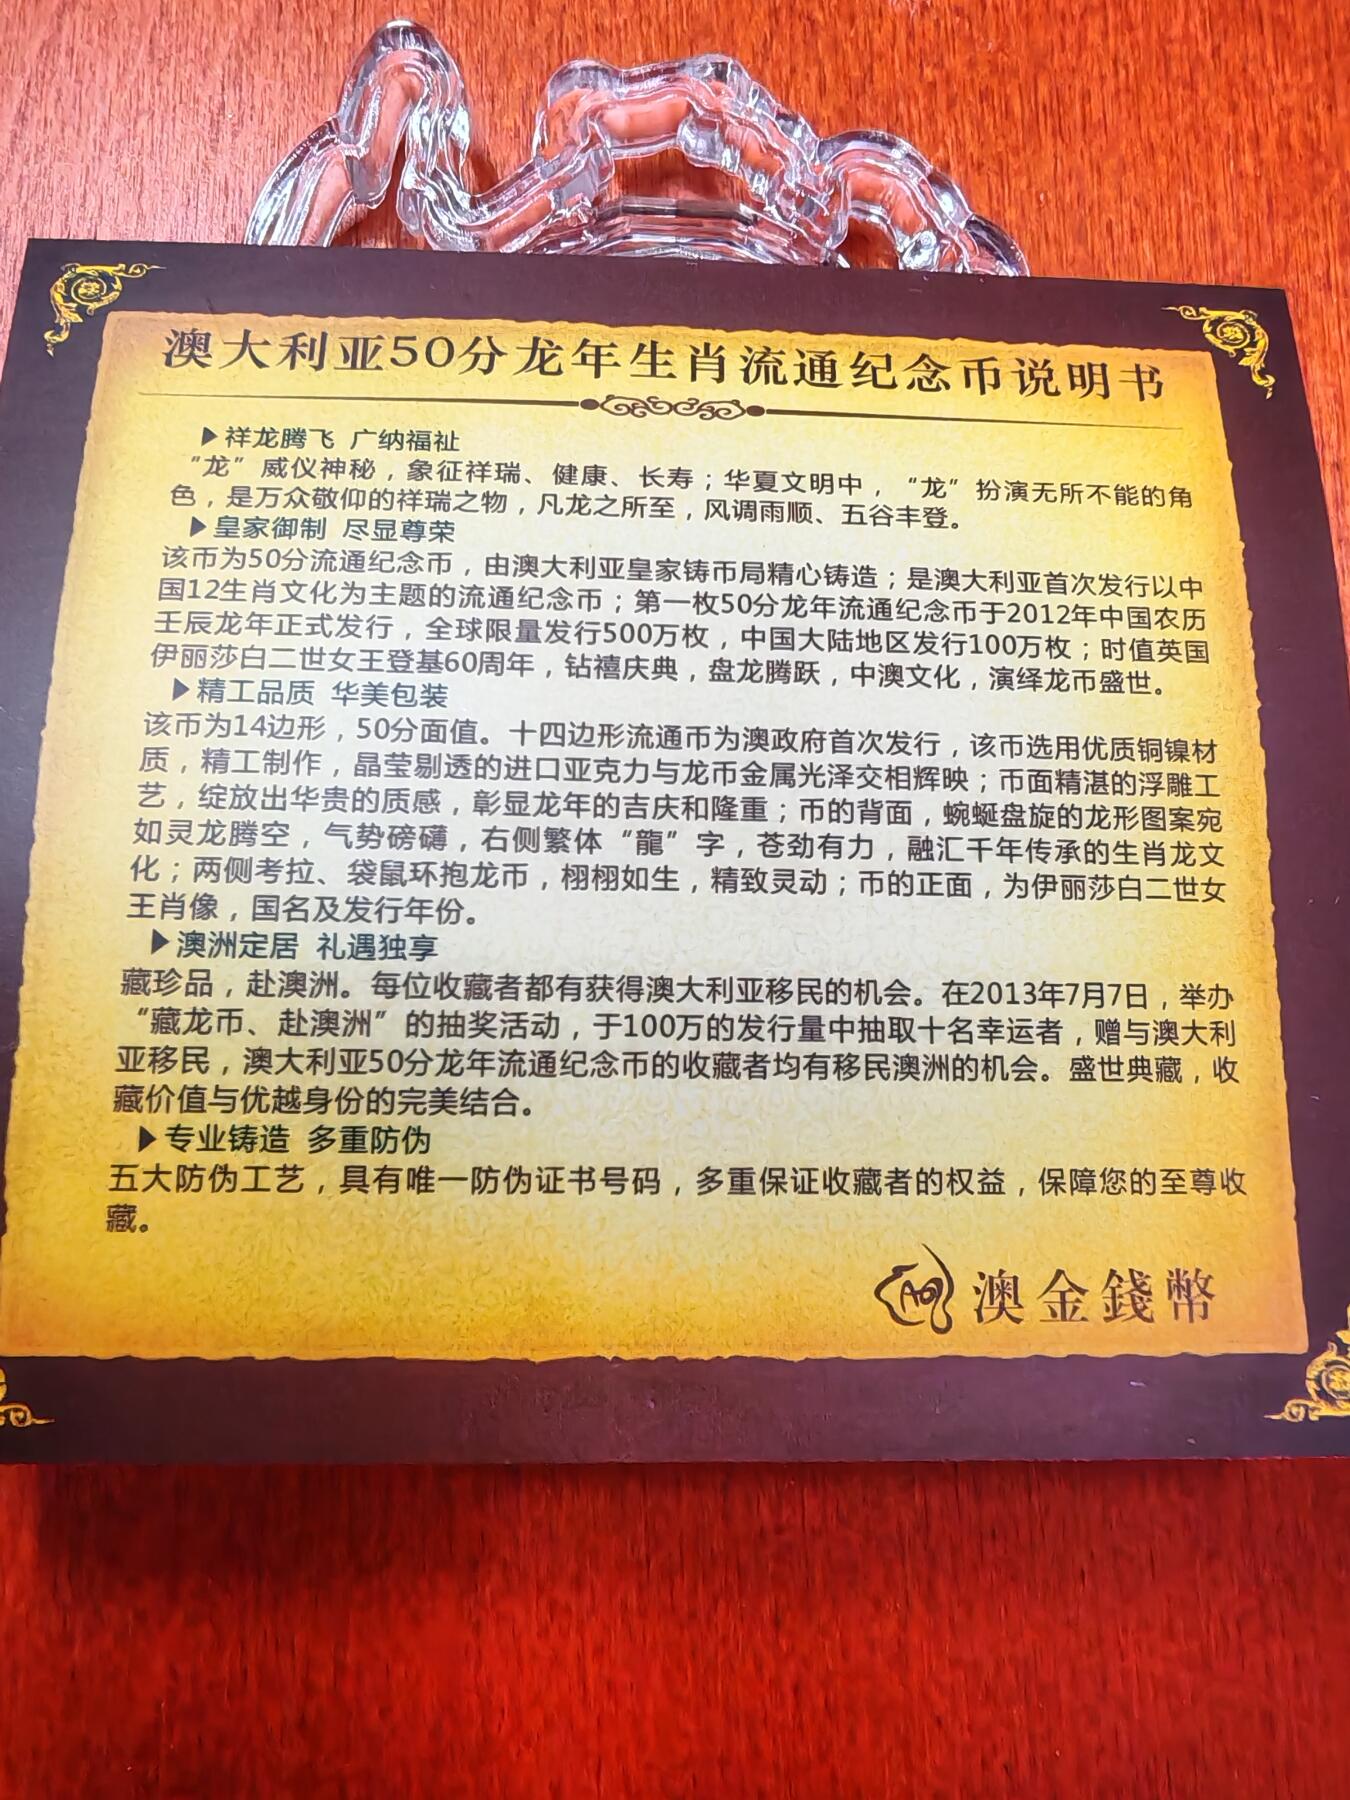 澳大利亚50分龙年生肖流通纪念币说明书
▶祥龙腾飞 广纳福祉
“龙”威仪神秘，象征祥瑞、健康、长寿；华夏文明中，“龙”扮演无所不能的角
色，是万众敬仰的祥瑞之物，凡龙之所至，风调雨顺、五谷丰登。
▶皇家御制 尽显尊荣
该币为50分流通纪念币，由澳大利亚皇家铸币局精心铸造；是澳大利亚首次发行以中
国12生肖文化为主题的流通纪念币；第一枚50分龙年流通纪念币于2012年中国农历
壬辰龙年正式发行，全球限量发行500万枚，中国大陆地区发行100万枚；时值英国
伊丽莎白二世女王登基60周年，钻禧庆典，盘龙腾跃，中澳文化，演绎龙币盛世。
▶精工品质 华美包装
该币为14边形，50分面值。十四边形流通币为澳政府首次发行，该币选用优质铜镍材
质，精工制作，晶莹剔透的进口亚克力与龙币金属光泽交相辉映；币面精湛的浮雕工
艺，绽放出华贵的质感，彰显龙年的吉庆和隆重；币的背面，蜿蜒盘旋的龙形图案宛
如灵龙腾空，气势磅礴，右侧繁体“龍”字，苍劲有力，融汇千年传承的生肖龙文
化；两侧考拉、袋鼠环抱龙币，栩栩如生，精致灵动；币的正面，为伊丽莎白二世女
王肖像，国名及发行年份。
▶澳洲定居 礼遇独享
藏珍品，赴澳洲。每位收藏者都有获得澳大利亚移民的机会。在2013年7月7日，举办
“藏龙币、赴澳洲”的抽奖活动，于100万的发行量中抽取十名幸运者，赠与澳大利
亚移民，澳大利亚50分龙年流通纪念币的收藏者均有移民澳洲的机会。盛世典藏，收
藏价值与优越身份的完美结合。
▶专业铸造 多重防伪
五大防伪工艺，具有唯一防伪证书号码，多重保证收藏者的权益，保障您的至尊收
藏。
澳金錢幣